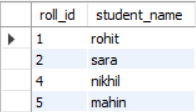 roll_id student_name
1 rohit
2 sara
4 nikhil
5 mahin